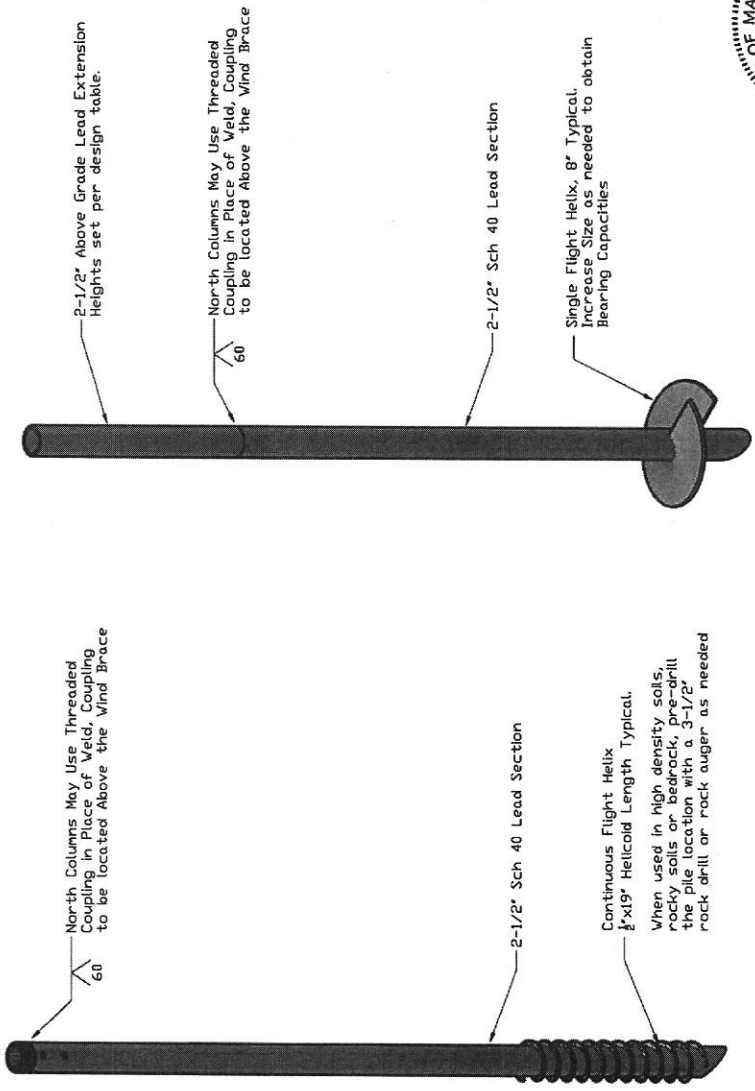 2-1/2" Above Grade Lead Extension
Heights set per design table.
North Columns May Use Threaded
Coupling in Place of Weld, Coupling
to be located Above the Wind Brace
60
2-1/2" Sch 40 Lead Section
Single Flight Helix, 8" Typical.
Increase Size as needed to obtain
Bearing Capacities
North Columns May Use Threaded
Coupling in Place of Weld, Coupling
to be located Above the Wind Brace
60
2-1/2" Sch 40 Lead Section
Continuous Flight Helix
x19" Helicoid Length Typical.
When used in high density soils,
rocky soils or bedrock, pre-drill
the pile location with a 3-1/2"
rock drill or rock auger as needed
OF MA